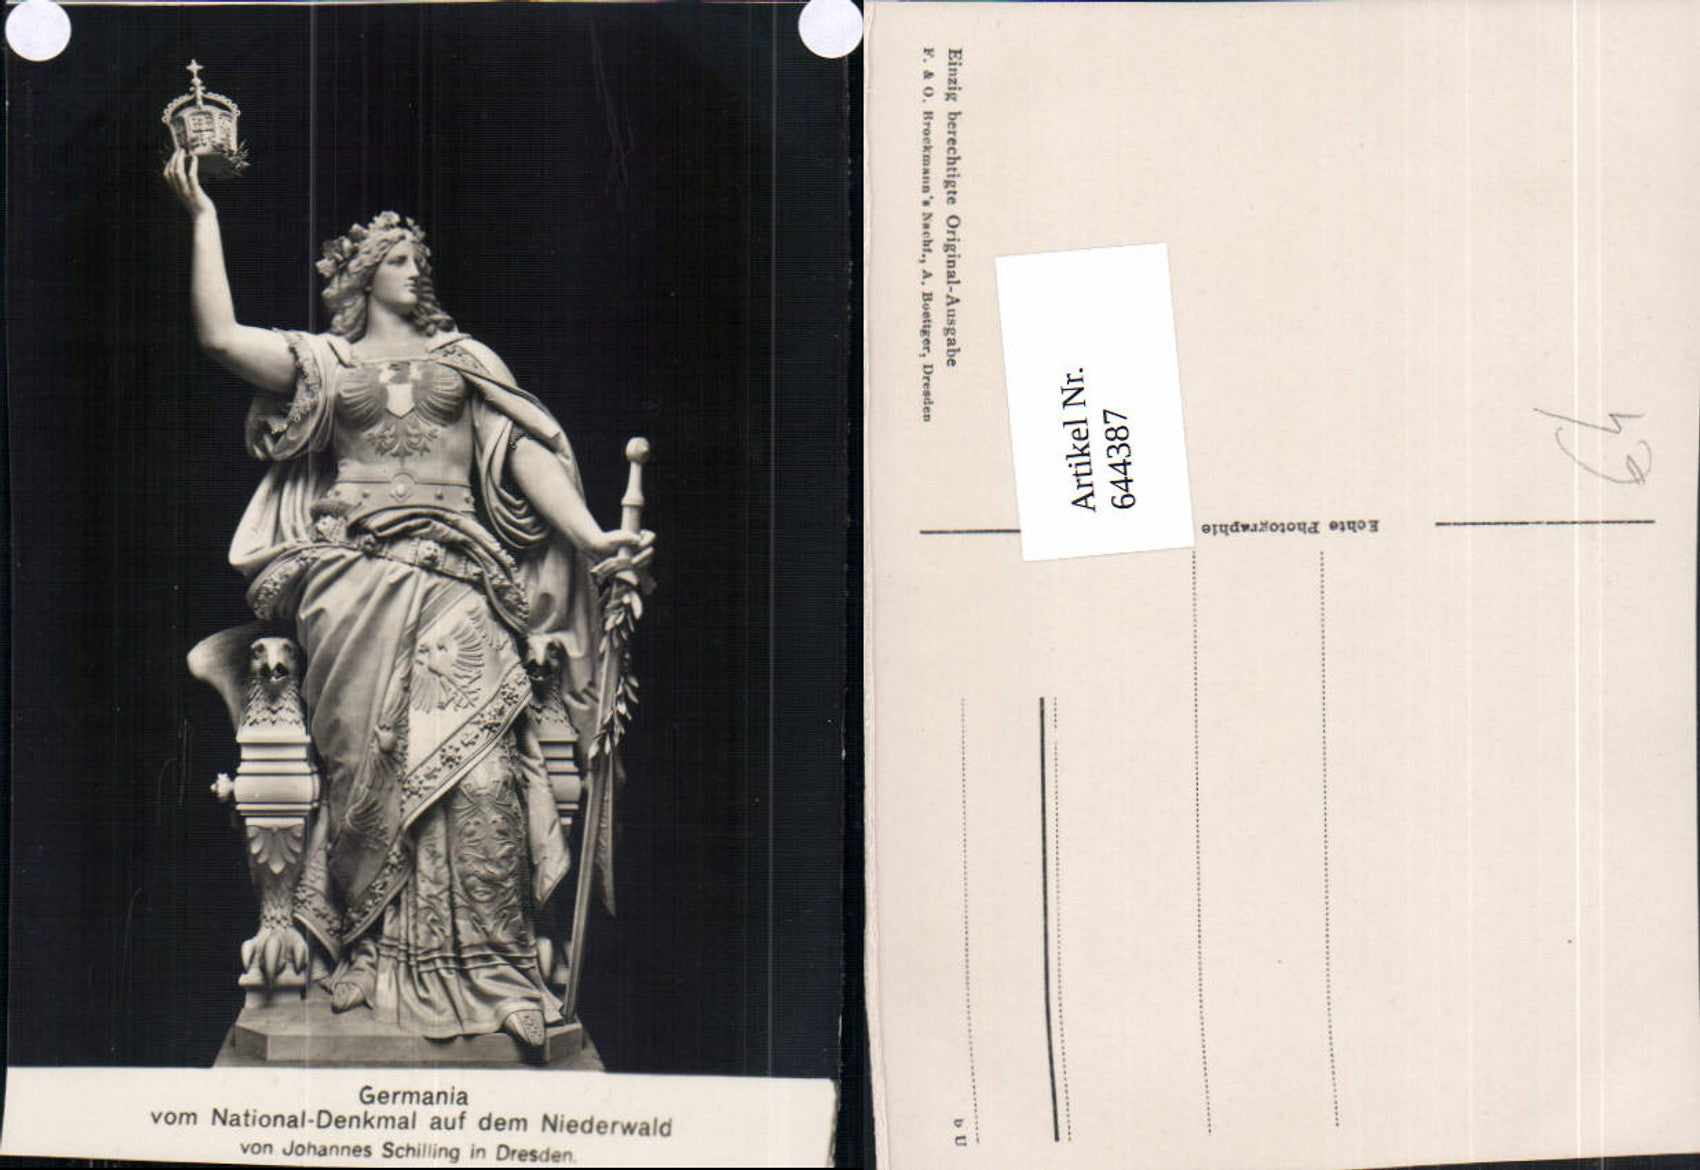 Germania
vom National-Denkmal auf dem Niederwald
von Johannes Schilling in Dresden.
Einzig berechtigte Original-Ausgabe
F. & O. Brockmann's Nachf., A. Boettger, Dresden
Artikel Nr.
644387
Echte Photographie
64
b U